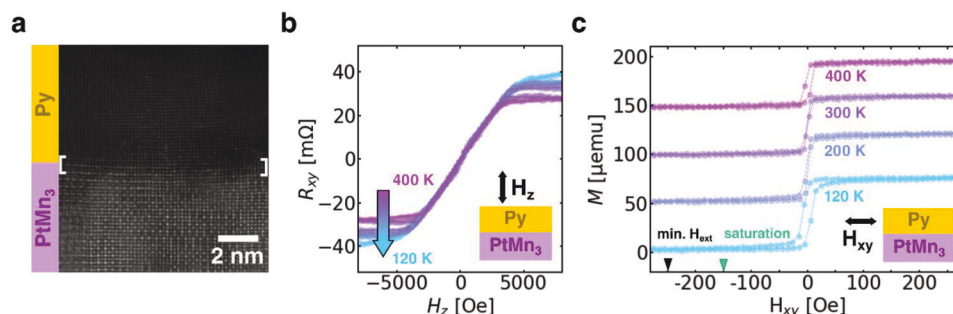 a
Py
PtMn3
2 nm
b
Rxy [mΩ]
40
20
0
−20
−40
400 K
120 K
Hz
Py
PtMn3
−5000 0 5000
Hz [Oe]
c
M [μemu]
200
150
100
50
0
400 K
300 K
200 K
120 K
min. Hext
saturation
Hxy
Py
PtMn3
-200 -100 0 100 200
Hxy [Oe]